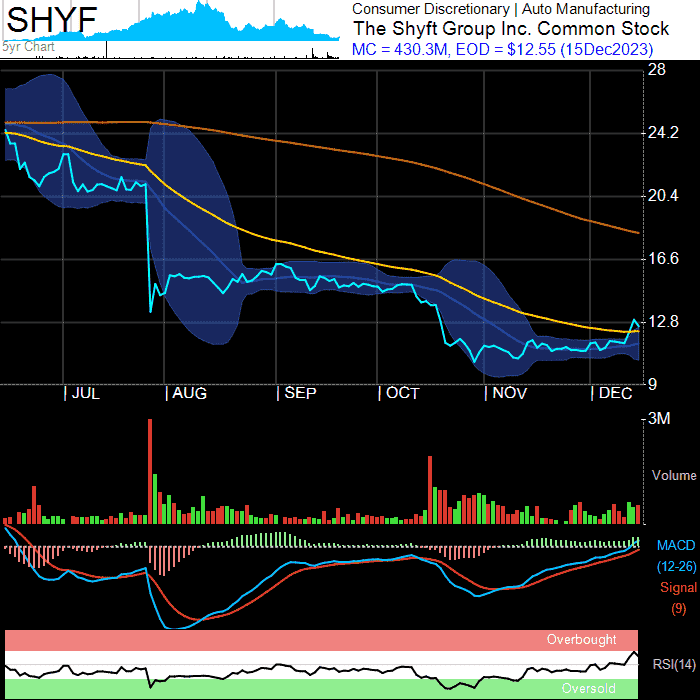 SHYF
5yr Chart
Consumer Discretionary | Auto Manufacturing
The Shyft Group Inc. Common Stock
MC = 430.3M, EOD = $12.55 (15Dec2023)
28
24.2
20.4
16.6
12.8
9
| JUL | AUG | SEP | OCT | NOV | DEC
3M
Volume
MACD
(12-26)
Signal
(9)
Overbought
RSI(14)
Oversold